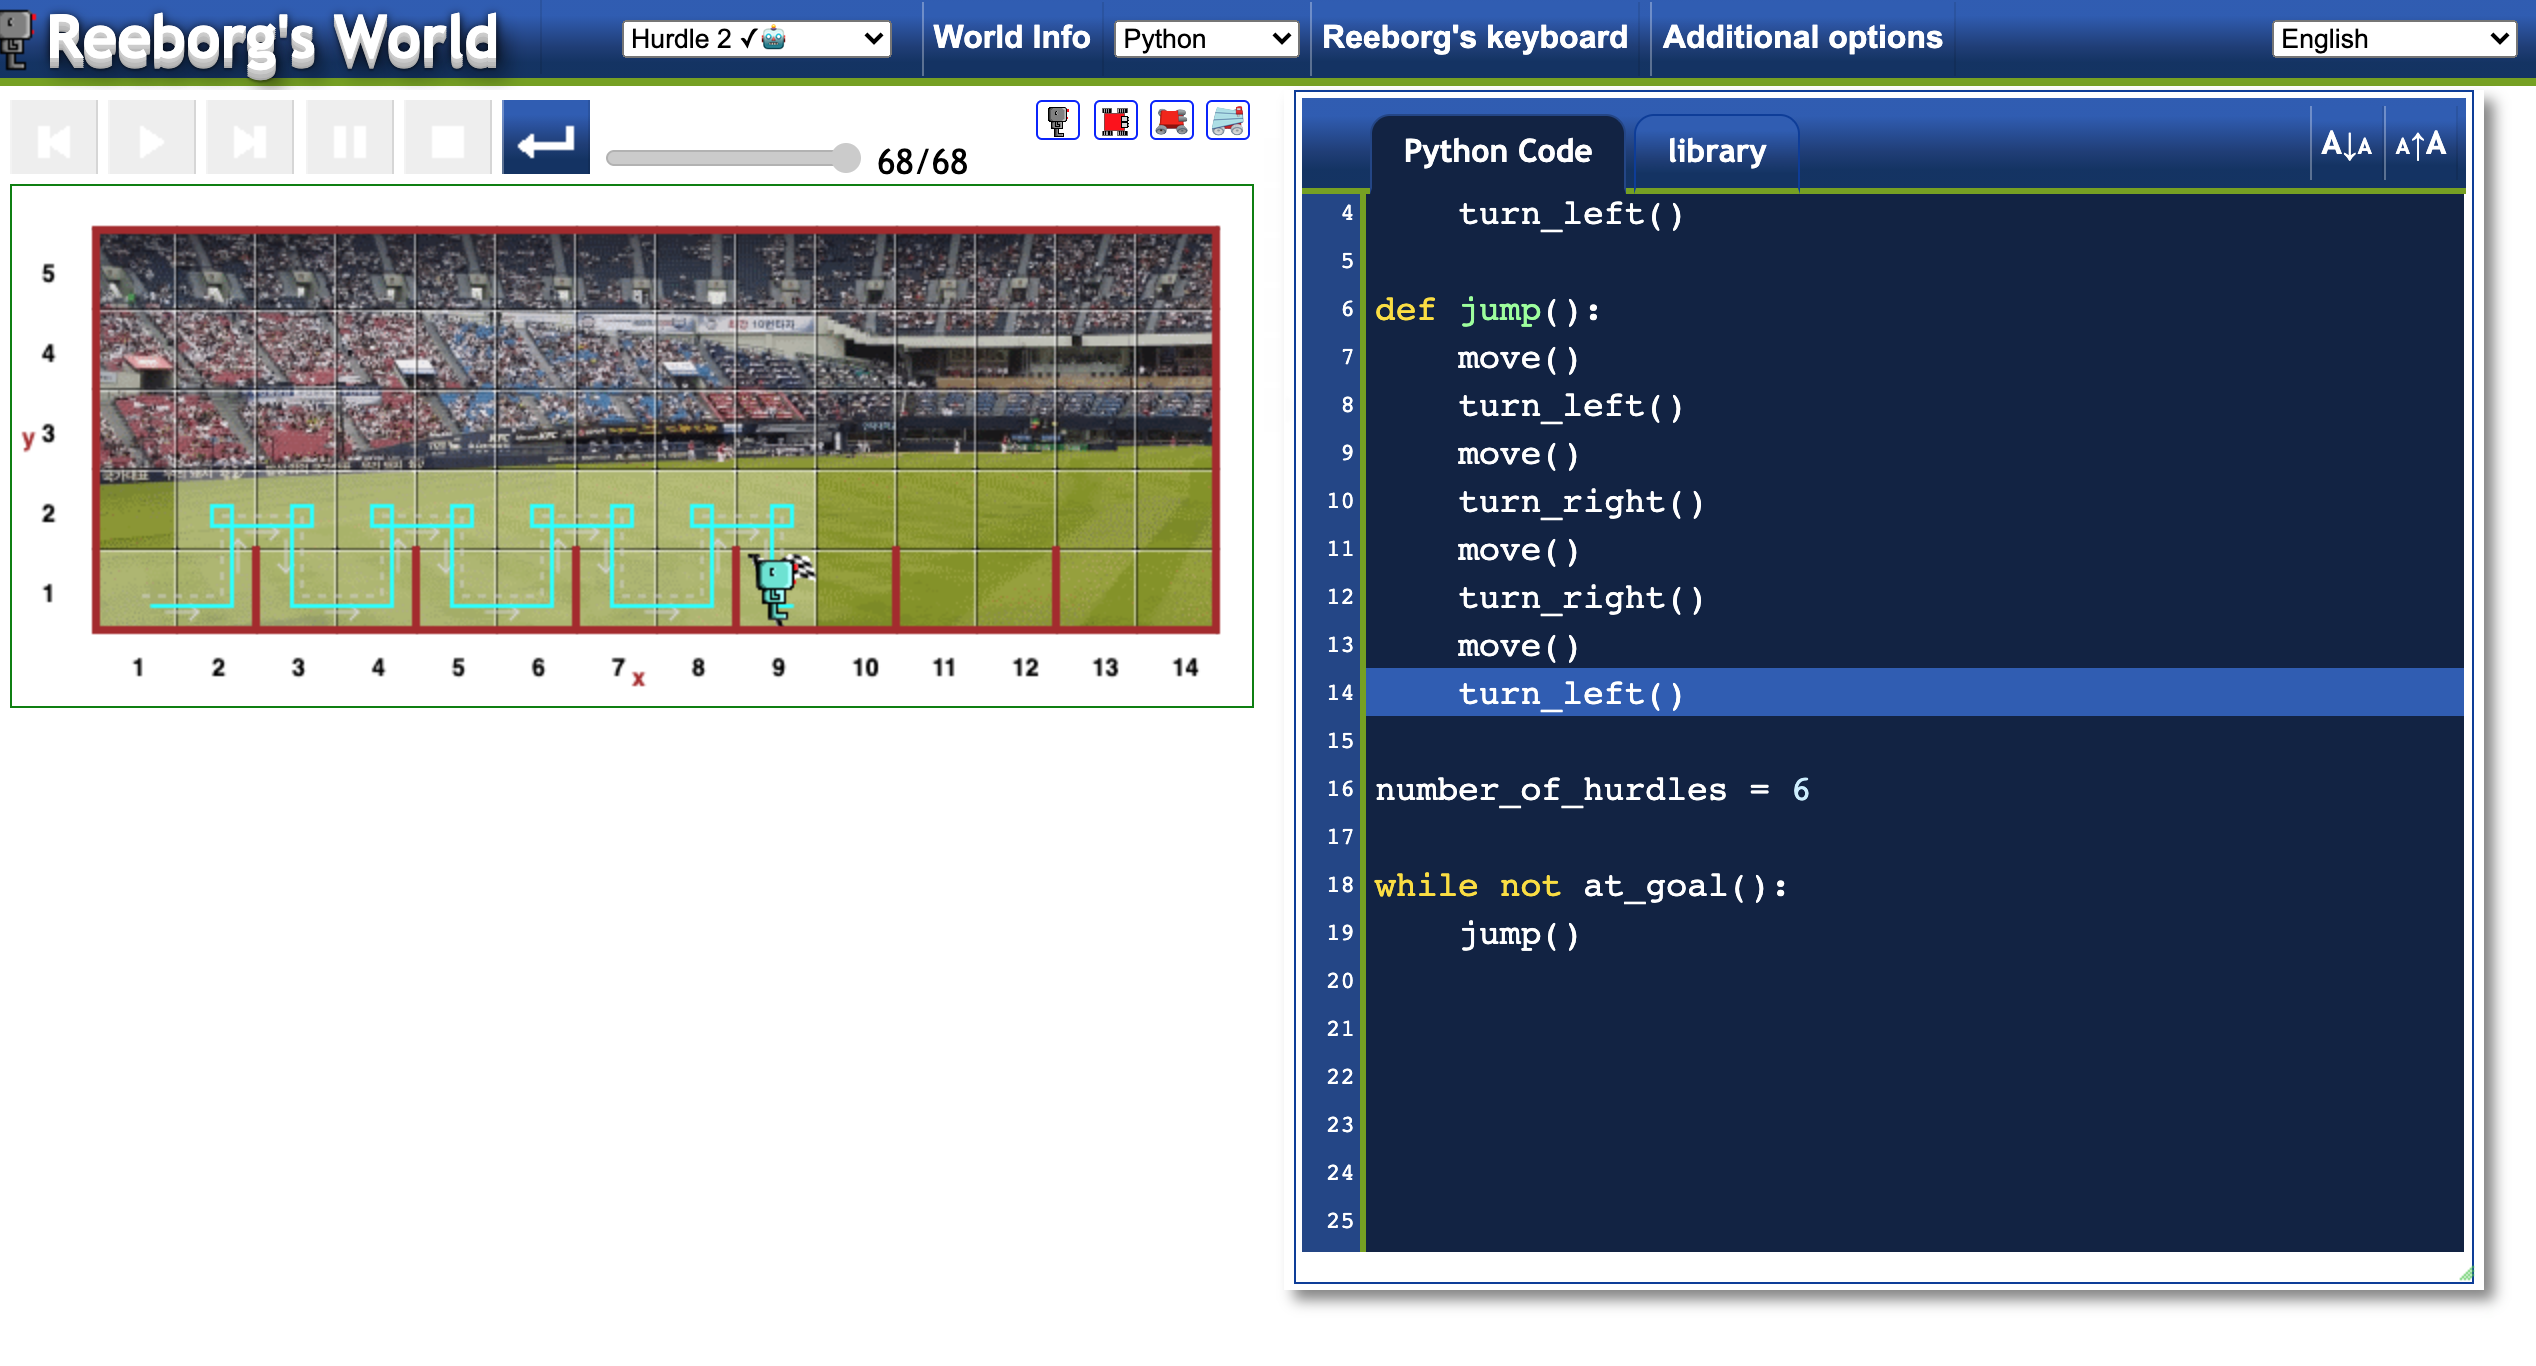 Reeborg's World
Hurdle 2 ✓🤖
World Info
Python
Reeborg's keyboard
Additional options
English
68/68
Python Code
library
A↓A
A↑A
5
4
y 3
2
1
1 2 3 4 5 6 7 x 8 9 10 11 12 13 14
4 turn_left()
5
6 def jump():
7 move()
8 turn_left()
9 move()
10 turn_right()
11 move()
12 turn_right()
13 move()
14 turn_left()
15
16 number_of_hurdles = 6
17
18 while not at_goal():
19 jump()
20
21
22
23
24
25